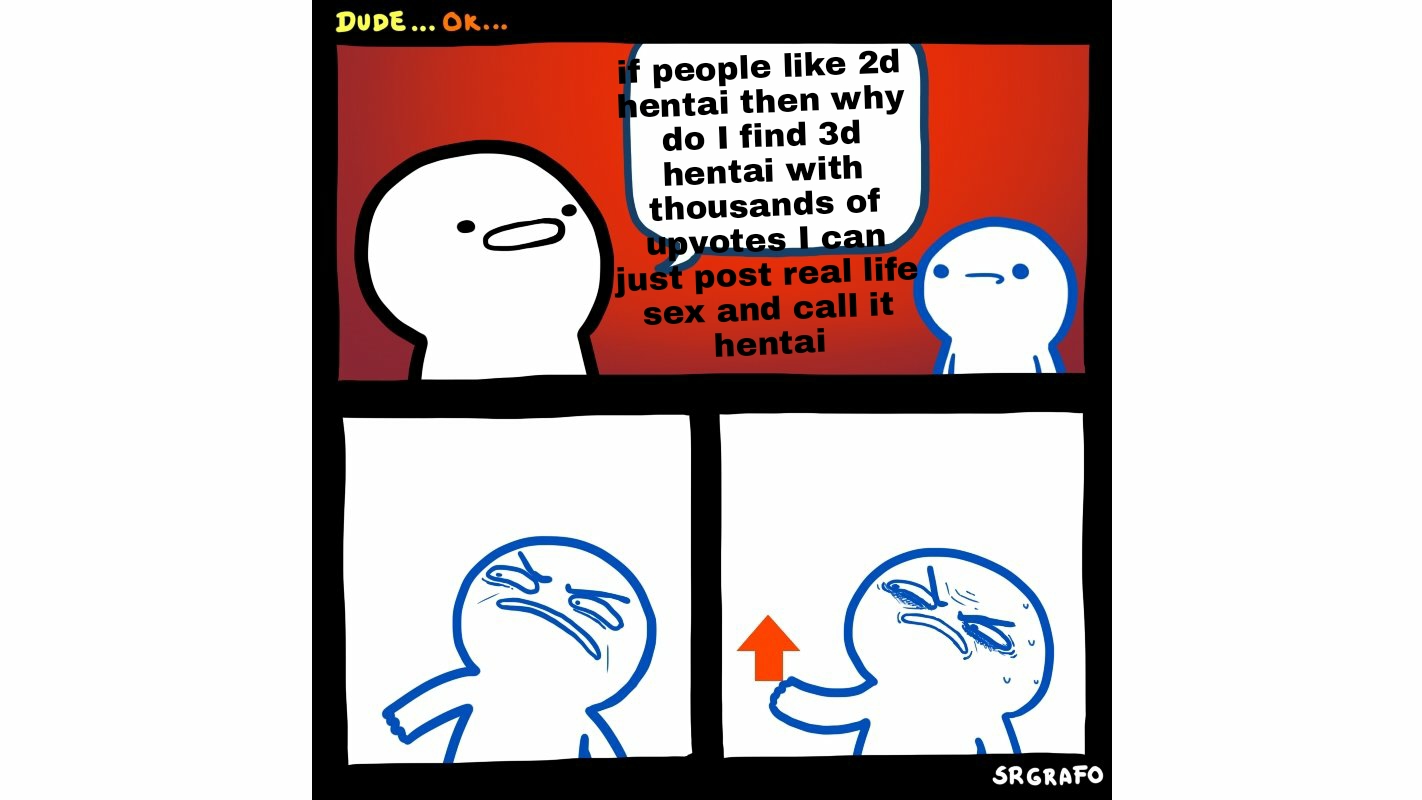 DUDE... OK...
if people like 2d
hentai then why
do I find 3d
hentai with
thousands of
upvotes I can
just post real life
sex and call it
hentai
SRGRAFO